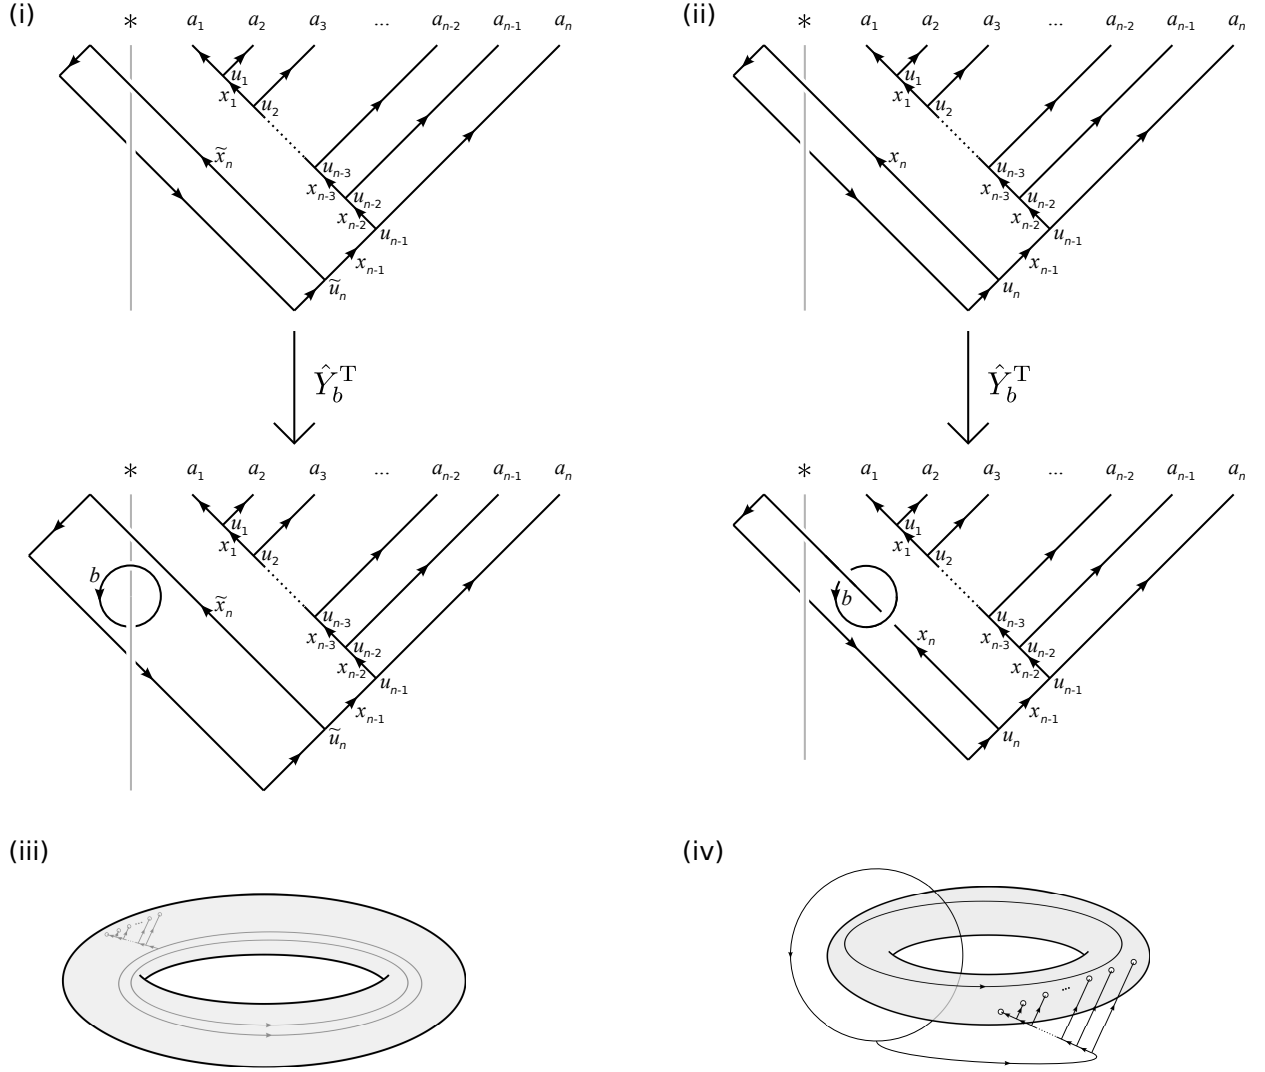 (i) (ii)
* a₁ a₂ a₃ ... aₙ₋₂ aₙ₋₁ aₙ * a₁ a₂ a₃ ... aₙ₋₂ aₙ₋₁ aₙ
u₁ u₁
x₁ u₂ x₁ u₂
x̃ₙ uₙ₋₃ xₙ uₙ₋₃
xₙ₋₃ uₙ₋₂ xₙ₋₃ uₙ₋₂
xₙ₋₂ uₙ₋₁ xₙ₋₂ uₙ₋₁
xₙ₋₁ xₙ₋₁
ũₙ uₙ
Ŷ_b^T Ŷ_b^T
* a₁ a₂ a₃ ... aₙ₋₂ aₙ₋₁ aₙ * a₁ a₂ a₃ ... aₙ₋₂ aₙ₋₁ aₙ
u₁ u₁
x₁ u₂ x₁ u₂
b b
x̃ₙ uₙ₋₃ xₙ uₙ₋₃
xₙ₋₃ uₙ₋₂ xₙ₋₃ uₙ₋₂
xₙ₋₂ uₙ₋₁ xₙ₋₂ uₙ₋₁
xₙ₋₁ xₙ₋₁
ũₙ uₙ
(iii) (iv)
... ...